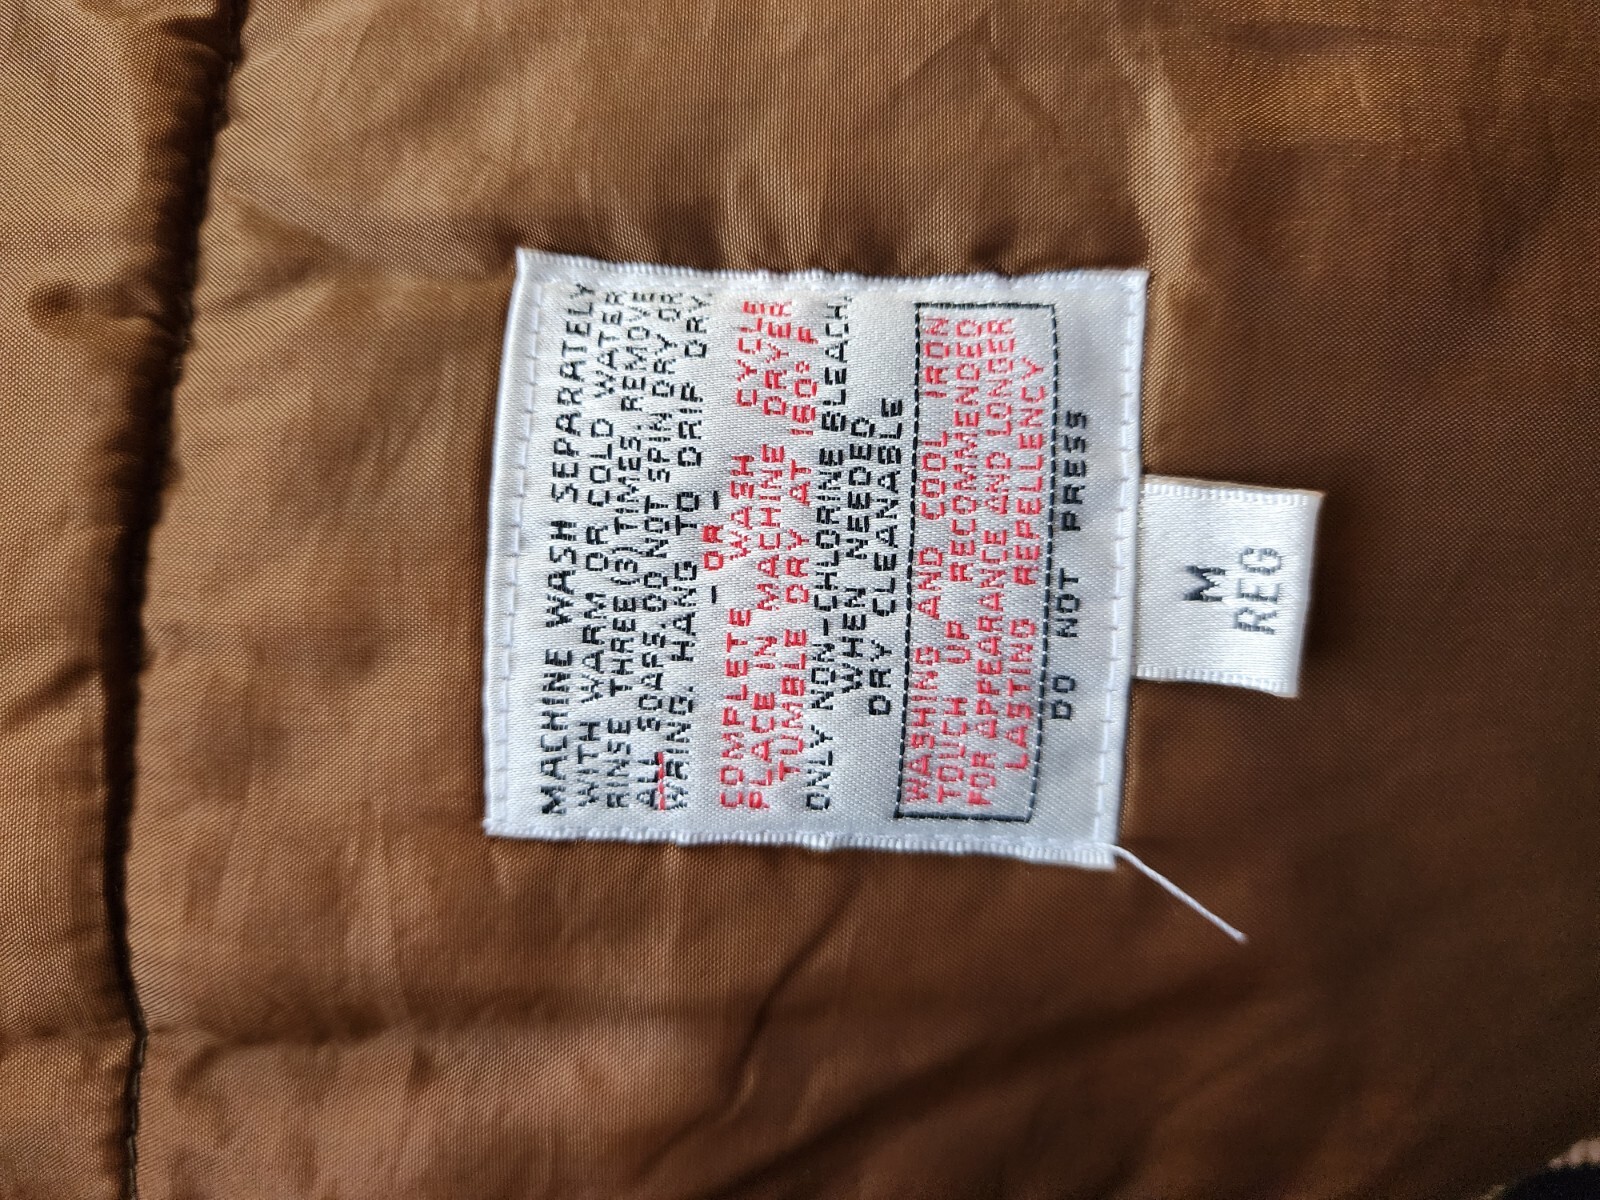 MACHINE WASH SEPARATELY
WITH WARM OR COLD WATER
RINSE THREE (3) TIMES, REMOVE
ALL SOAPS DO NOT SPIN DRY OR
WRING. HANG TO DRIP DRY
— OR —
COMPLETE WASH CYCLE
PLACE IN MACHINE DRYER
TUMBLE DRY AT 160° F
ONLY NON-CHLORINE BLEACH,
WHEN NEEDED
DRY CLEANABLE
WASHING AND COOL IRON
TOUCH UP RECOMMENDED
FOR APPEARANCE AND LONGER
LASTING REPELLENCY
DO NOT PRESS
M
REG